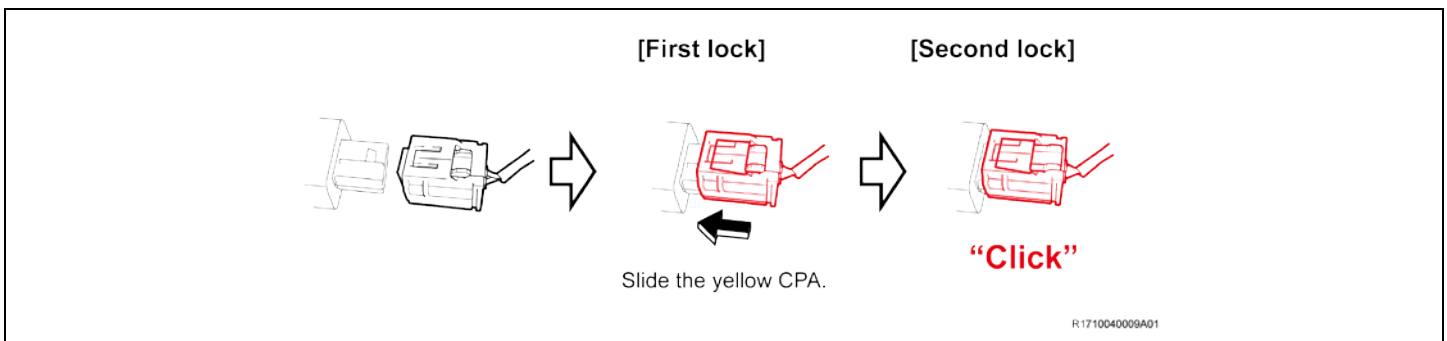 [First lock]
[Second lock]
“Click”
Slide the yellow CPA.
R1710040009A01